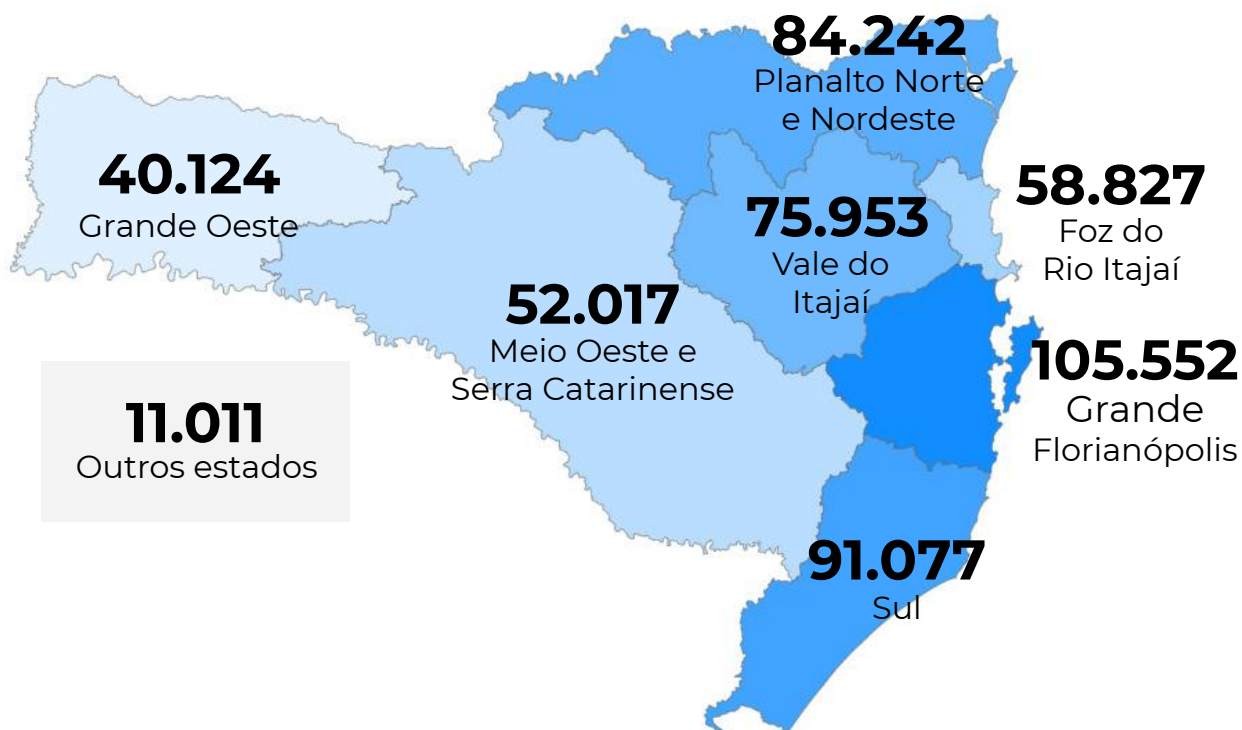 84.242
Planalto Norte
e Nordeste
40.124
Grande Oeste
75.953
Vale do
Itajaí
58.827
Foz do
Rio Itajaí
52.017
Meio Oeste e
Serra Catarinense
105.552
Grande
Florianópolis
11.011
Outros estados
91.077
Sul